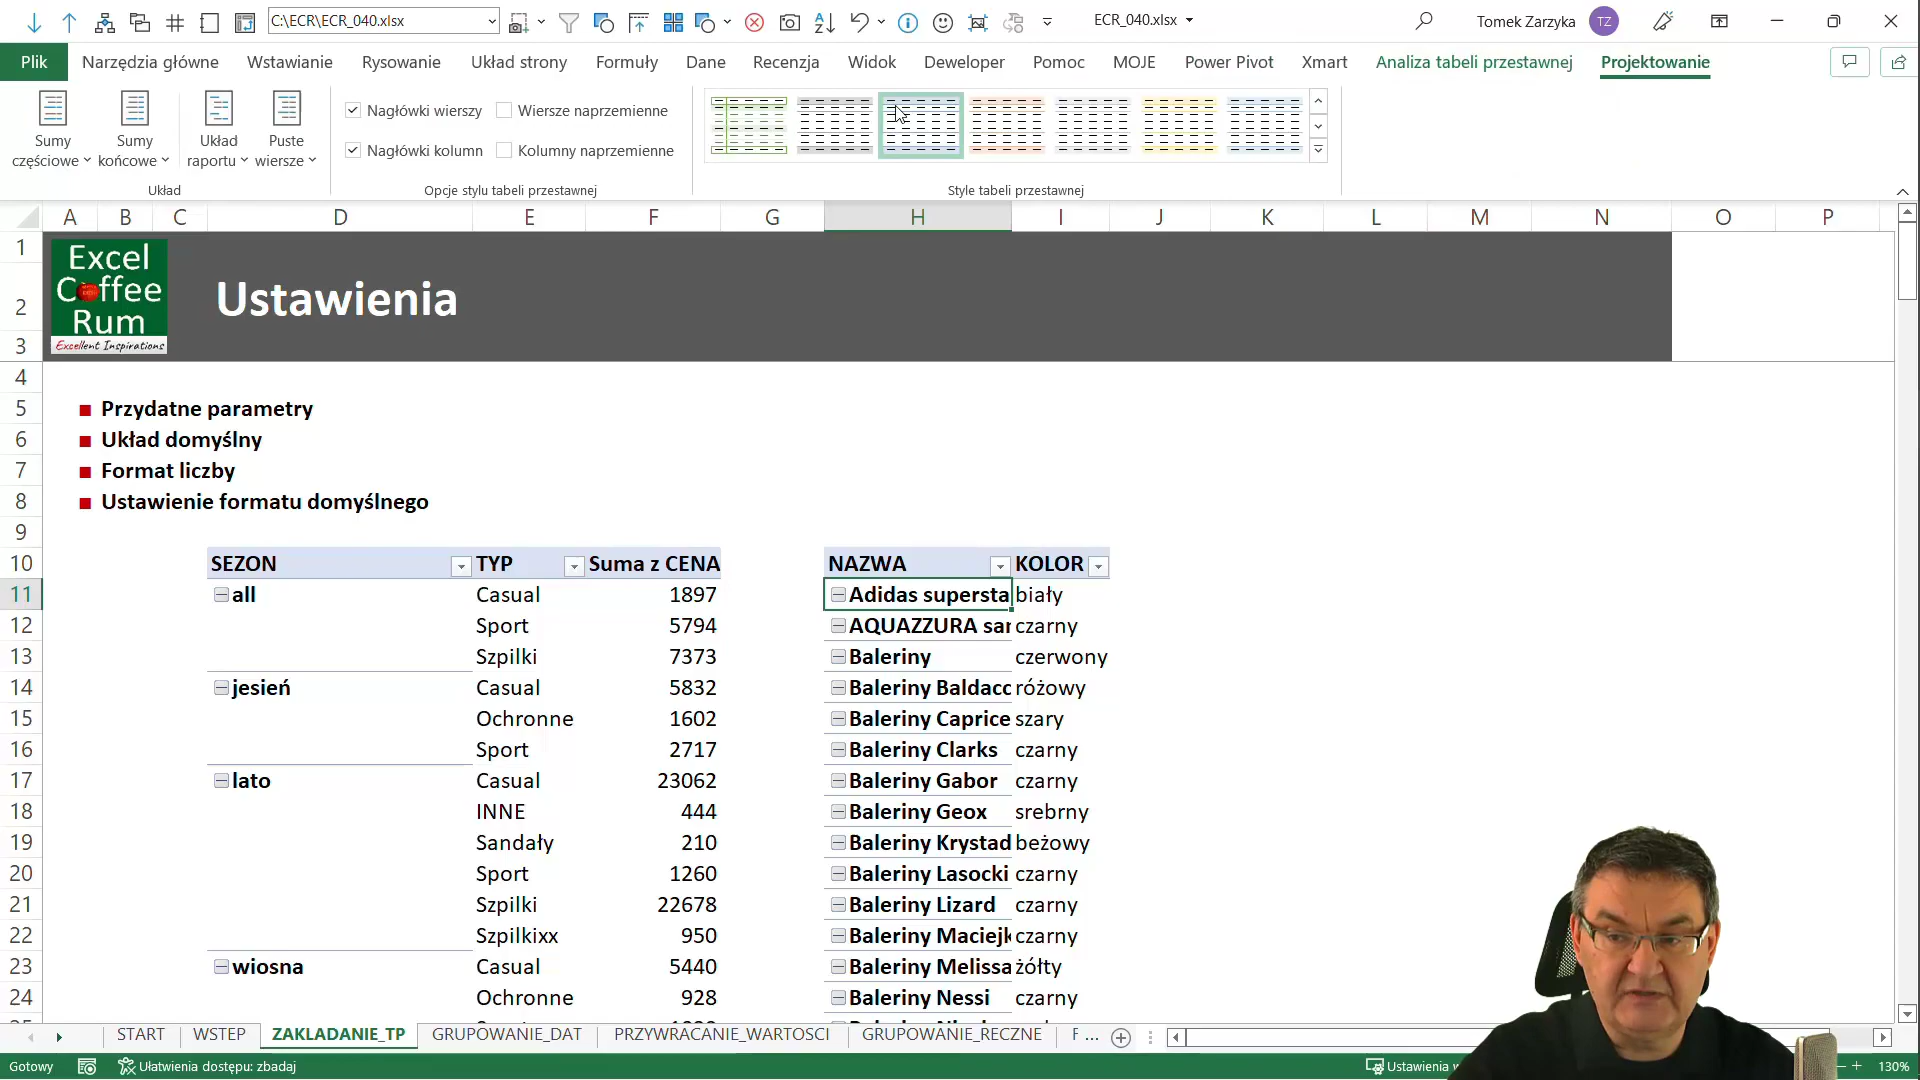 C:\ECR\ECR_040.xlsx
ECR_040.xlsx
Tomek Zarzyka
TZ
Plik
Narzędzia główne
Wstawianie
Rysowanie
Układ strony
Formuły
Dane
Recenzja
Widok
Deweloper
Pomoc
MOJE
Power Pivot
Xmart
Analiza tabeli przestawnej
Projektowanie
Sumy częściowe
Sumy końcowe
Układ raportu
Puste wiersze
Nagłówki wierszy
Wiersze naprzemienne
Nagłówki kolumn
Kolumny naprzemienne
Układ
Opcje stylu tabeli przestawnej
Style tabeli przestawnej
A B C D E F G H I J K L M N O P
1
2
3
Excel
Coffee
Rum
Excellent Inspirations
Ustawienia
4
5 Przydatne parametry
6 Układ domyślny
7 Format liczby
8 Ustawienie formatu domyślnego
9
10 SEZON TYP Suma z CENA NAZWA KOLOR
11 all Casual 1897 Adidas supersta biały
12 Sport 5794 AQUAZZURA sar czarny
13 Szpilki 7373 Baleriny czerwony
14 jesień Casual 5832 Baleriny Baldacc różowy
15 Ochronne 1602 Baleriny Caprice szary
16 Sport 2717 Baleriny Clarks czarny
17 lato Casual 23062 Baleriny Gabor czarny
18 INNE 444 Baleriny Geox srebrny
19 Sandały 210 Baleriny Krystad beżowy
20 Sport 1260 Baleriny Lasocki czarny
21 Szpilki 22678 Baleriny Lizard czarny
22 Szpilkixx 950 Baleriny Maciejk czarny
23 wiosna Casual 5440 Baleriny Melissa żółty
24 Ochronne 928 Baleriny Nessi czarny
START
WSTEP
ZAKLADANIE_TP
GRUPOWANIE_DAT
PRZYWRACANIE_WARTOSCI
GRUPOWANIE_RECZNE
F ...
Gotowy
Ułatwienia dostępu: zbadaj
Ustawienia
130%